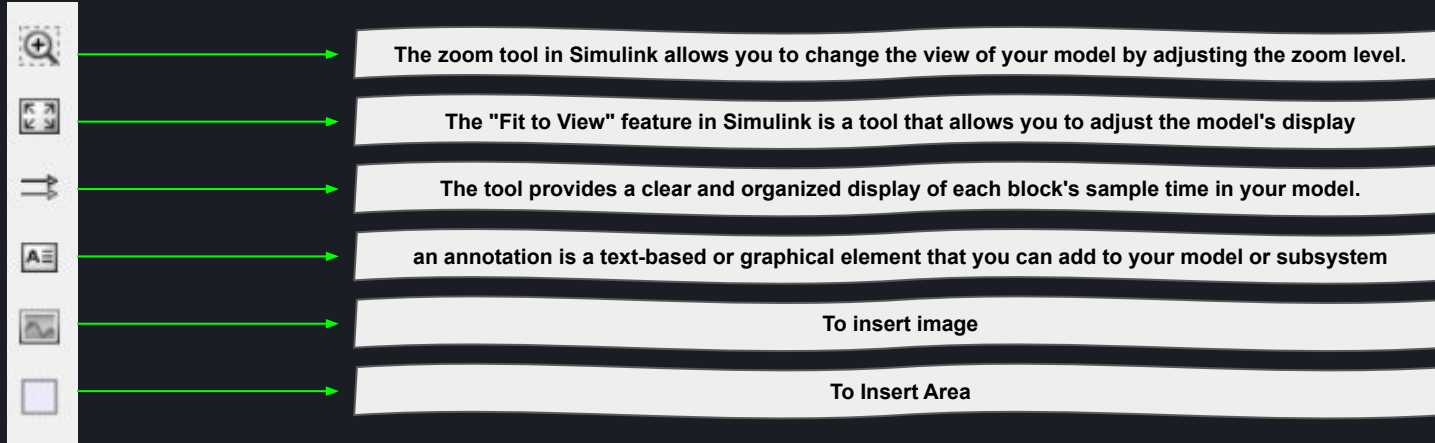 The zoom tool in Simulink allows you to change the view of your model by adjusting the zoom level.
The "Fit to View" feature in Simulink is a tool that allows you to adjust the model's display
The tool provides a clear and organized display of each block's sample time in your model.
A
an annotation is a text-based or graphical element that you can add to your model or subsystem
To insert image
To Insert Area